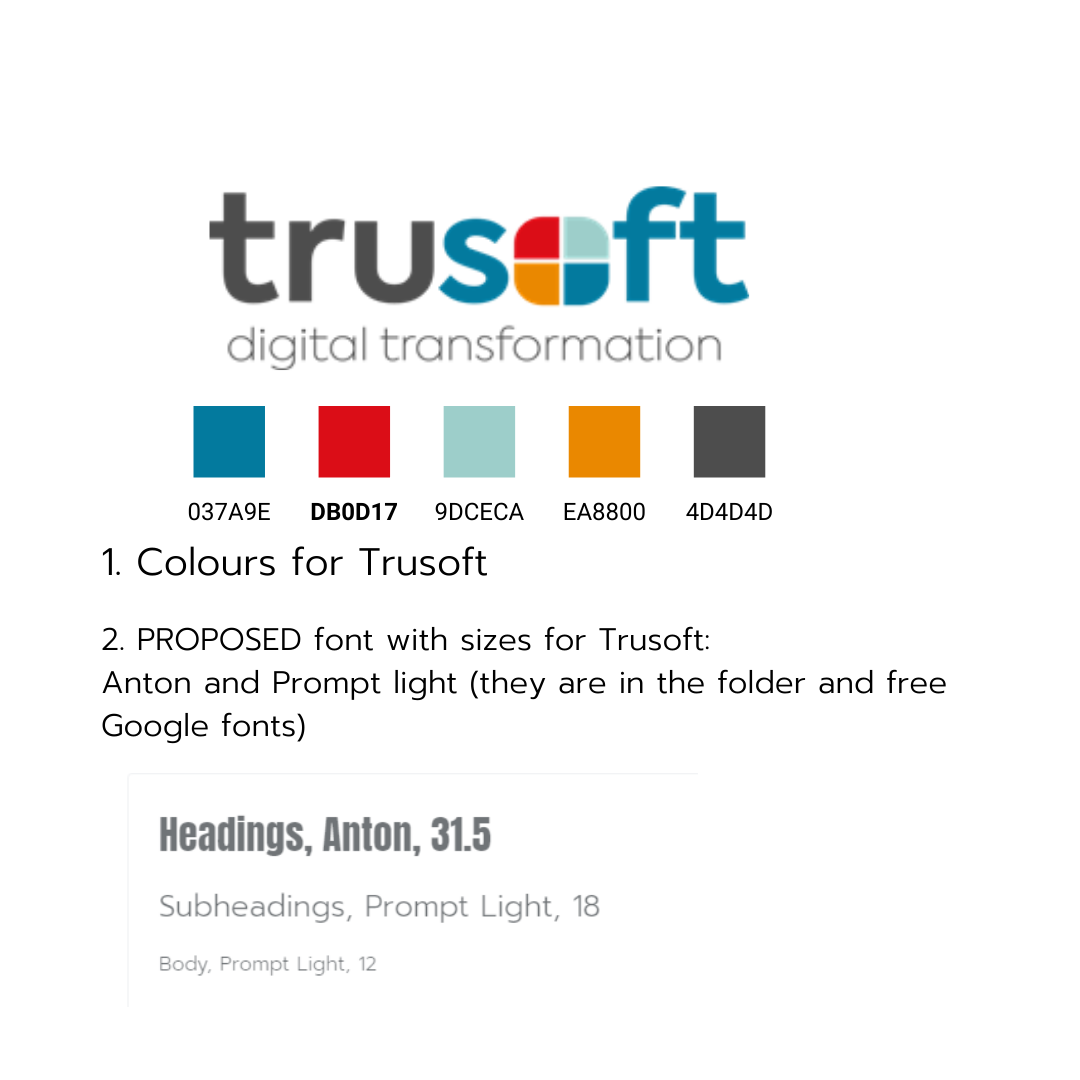 trusoft
digital transformation
037A9E DB0D17 9DCECA EA8800 4D4D4D
1. Colours for Trusoft
2. PROPOSED font with sizes for Trusoft:
Anton and Prompt light (they are in the folder and free
Google fonts)
Headings, Anton, 31.5
Subheadings, Prompt Light, 18
Body, Prompt Light, 12